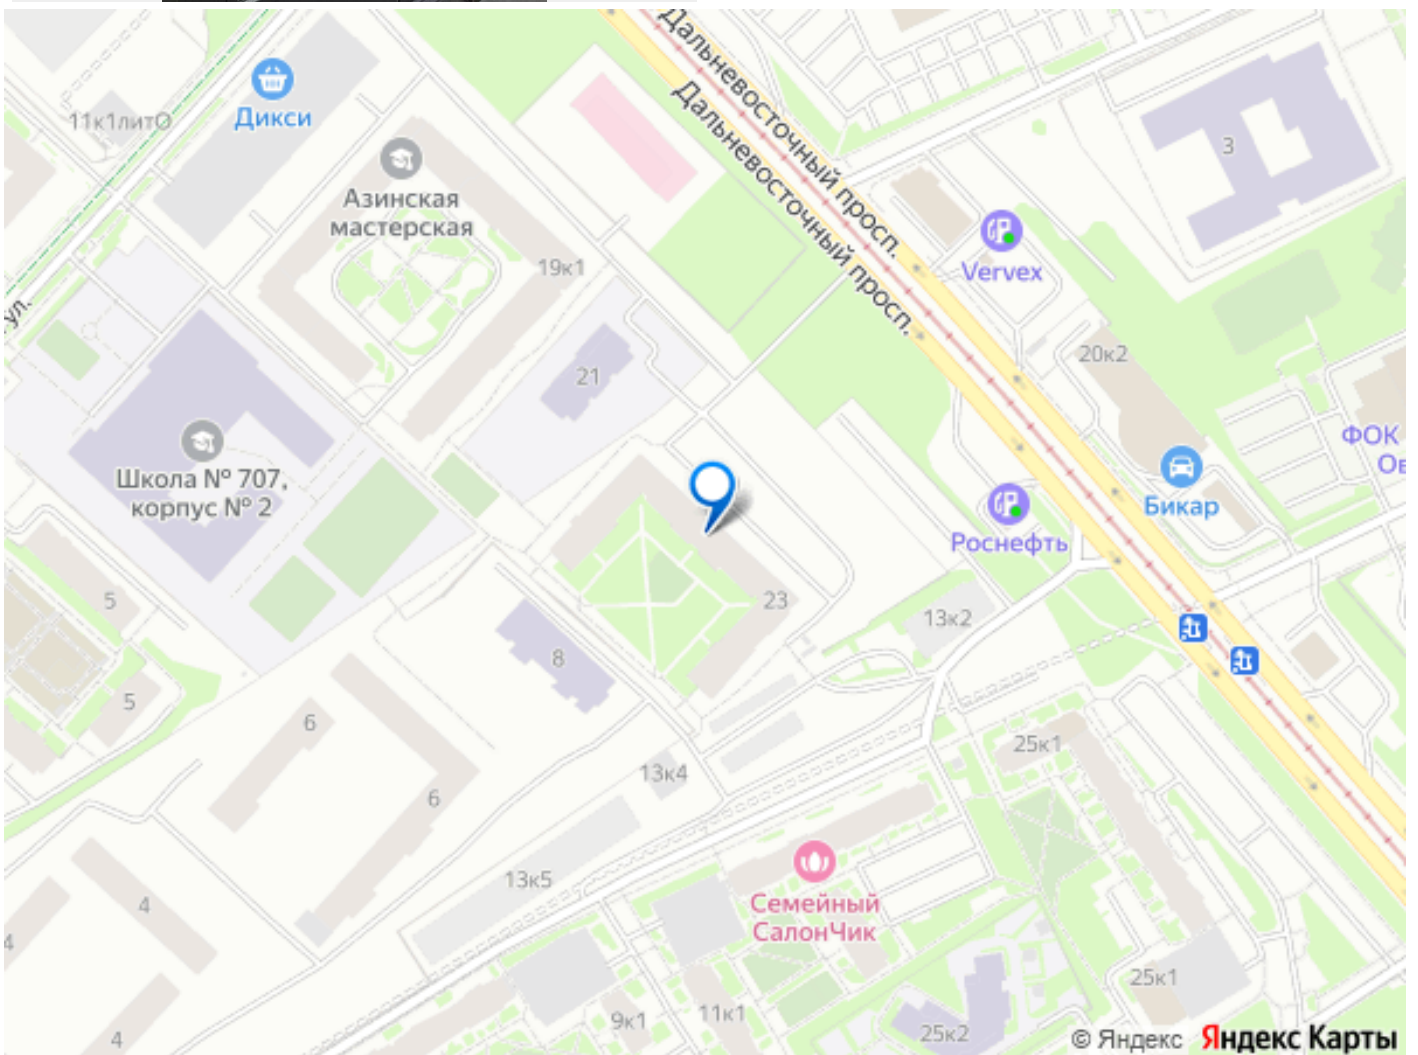 Дальневосточный просп.
Дальневосточный просп.
11к1литО
Дикси
3
Азинская
мастерская
19к1
Vervex
ул.
20к2
21
ФОК
Ов
Школа № 707,
корпус № 2
Бикар
Роснефть
5
23
13к2
8
5
6
25к1
13к4
6
13к5
Семейный
СалонЧик
4
4
25к1
9к1
11к1
25к2
4
© Яндекс Яндекс Карты